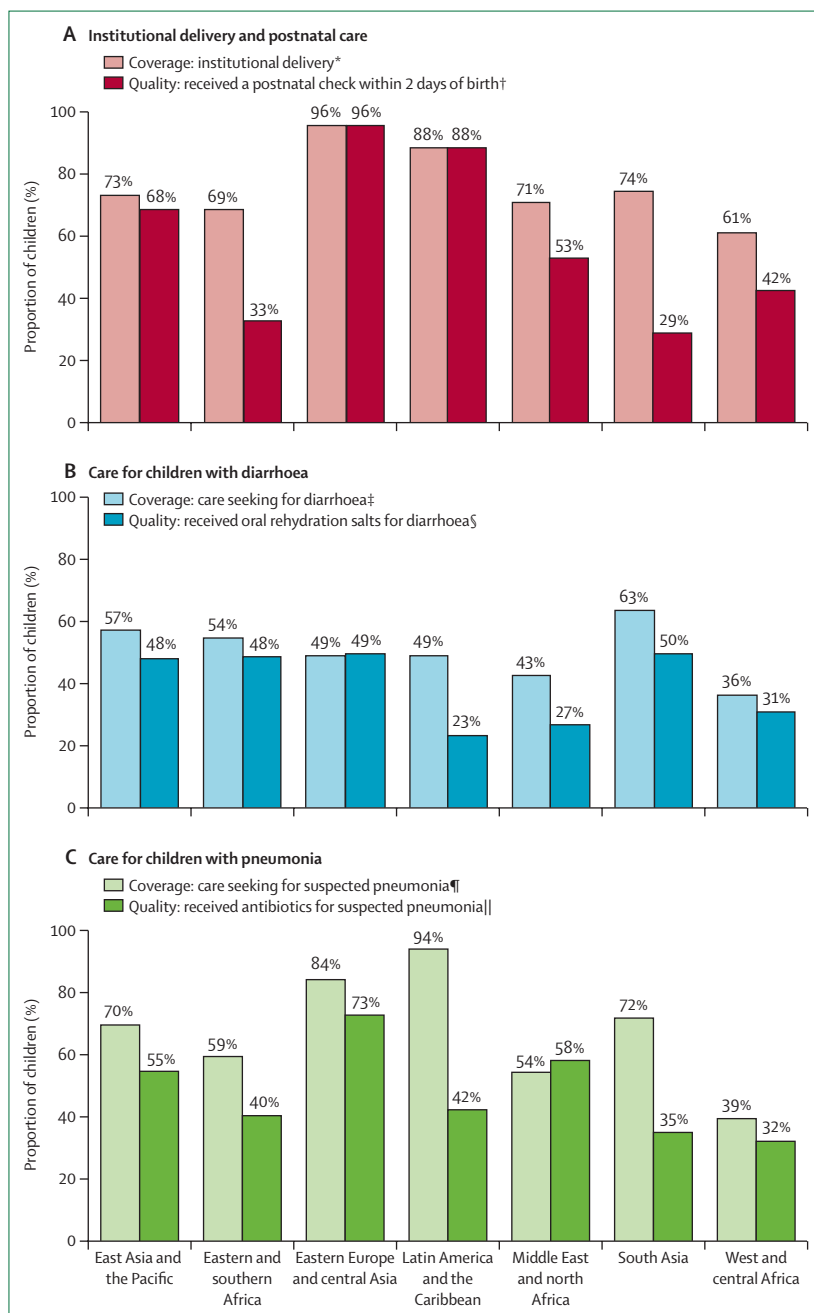 A Institutional delivery and postnatal care
Coverage: institutional delivery*
Quality: received a postnatal check within 2 days of birth†
Proportion of children (%)
100
80
60
40
20
0
73%
68%
69%
33%
96%
96%
88%
88%
71%
53%
74%
29%
61%
42%
B Care for children with diarrhoea
Coverage: care seeking for diarrhoea‡
Quality: received oral rehydration salts for diarrhoea§
Proportion of children (%)
100
80
60
40
20
0
57%
48%
54%
48%
49%
49%
49%
23%
43%
27%
63%
50%
36%
31%
C Care for children with pneumonia
Coverage: care seeking for suspected pneumonia¶
Quality: received antibiotics for suspected pneumonia||
Proportion of children (%)
100
80
60
40
20
0
70%
55%
59%
40%
84%
73%
94%
42%
54%
58%
72%
35%
39%
32%
East Asia and
the Pacific
Eastern and
southern
Africa
Eastern Europe
and central Asia
Latin America
and the
Caribbean
Middle East
and north
Africa
South Asia
West and
central Africa